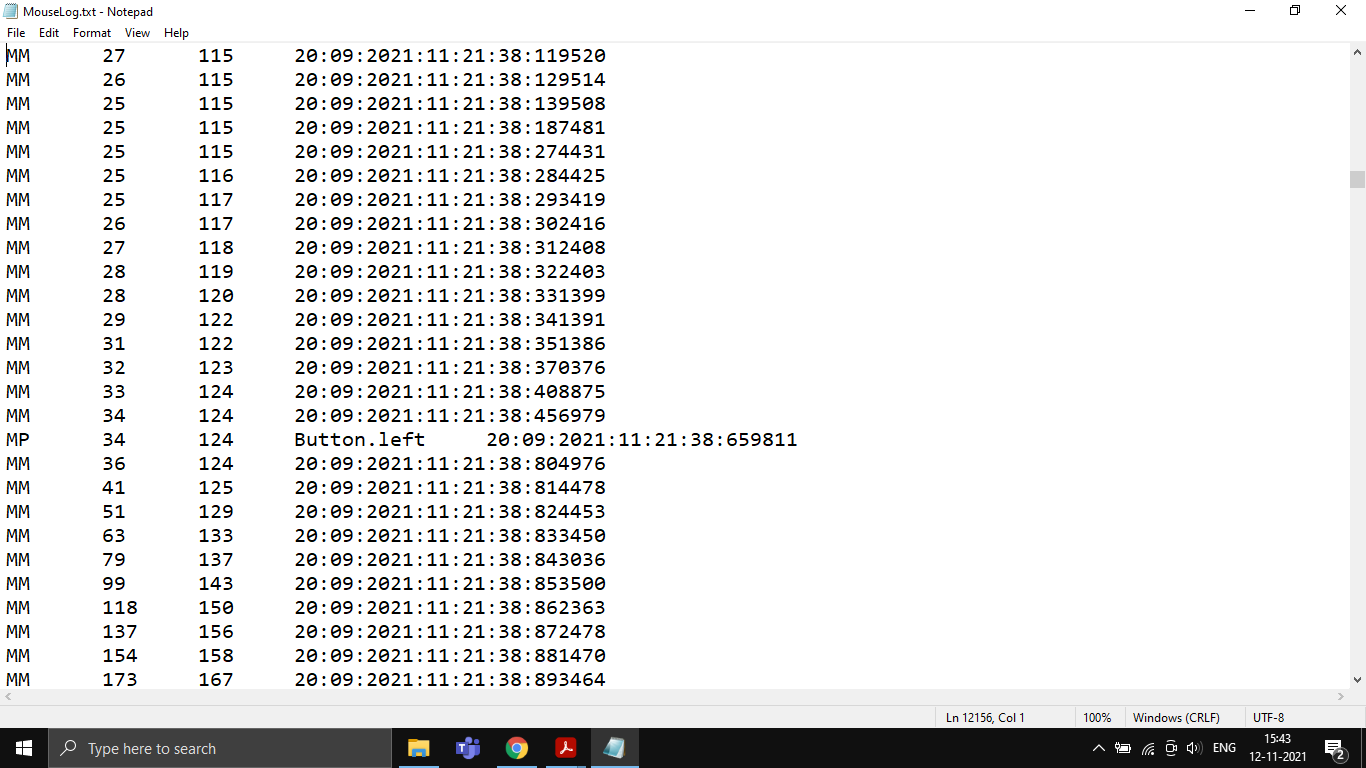 MouseLog.txt - Notepad
File Edit Format View Help
MM 27 115 20:09:2021:11:21:38:119520
MM 26 115 20:09:2021:11:21:38:129514
MM 25 115 20:09:2021:11:21:38:139508
MM 25 115 20:09:2021:11:21:38:187481
MM 25 115 20:09:2021:11:21:38:274431
MM 25 116 20:09:2021:11:21:38:284425
MM 25 117 20:09:2021:11:21:38:293419
MM 26 117 20:09:2021:11:21:38:302416
MM 27 118 20:09:2021:11:21:38:312408
MM 28 119 20:09:2021:11:21:38:322403
MM 28 120 20:09:2021:11:21:38:331399
MM 29 122 20:09:2021:11:21:38:341391
MM 31 122 20:09:2021:11:21:38:351386
MM 32 123 20:09:2021:11:21:38:370376
MM 33 124 20:09:2021:11:21:38:408875
MM 34 124 20:09:2021:11:21:38:456979
MP 34 124 Button.left 20:09:2021:11:21:38:659811
MM 36 124 20:09:2021:11:21:38:804976
MM 41 125 20:09:2021:11:21:38:814478
MM 51 129 20:09:2021:11:21:38:824453
MM 63 133 20:09:2021:11:21:38:833450
MM 79 137 20:09:2021:11:21:38:843036
MM 99 143 20:09:2021:11:21:38:853500
MM 118 150 20:09:2021:11:21:38:862363
MM 137 156 20:09:2021:11:21:38:872478
MM 154 158 20:09:2021:11:21:38:881470
MM 173 167 20:09:2021:11:21:38:893464
Ln 12156, Col 1 100% Windows (CRLF) UTF-8
Type here to search
ENG
15:43
12-11-2021
2